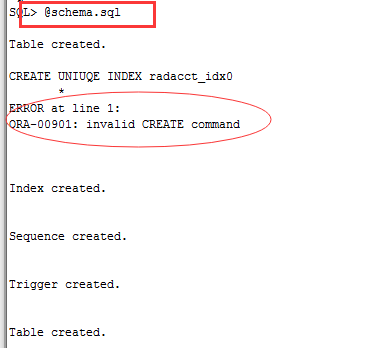 SQL> @schema.sql
Table created.
CREATE UNIUQE INDEX radacct_idx0
*
ERROR at line 1:
ORA-00901: invalid CREATE command
Index created.
Sequence created.
Trigger created.
Table created.